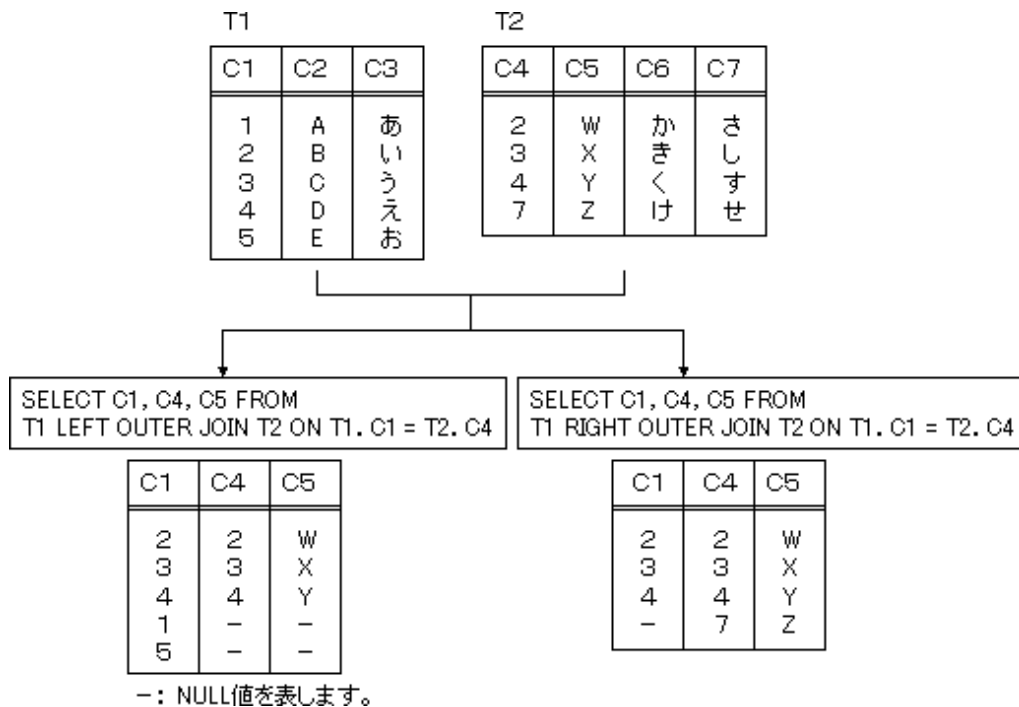 T1 T2
C1 C2 C3 C4 C5 C6 C7
1 A あ 2 W か さ
2 B い 3 X き し
3 C う 4 Y く す
4 D え 7 Z け せ
5 E お
SELECT C1, C4, C5 FROM
T1 LEFT OUTER JOIN T2 ON T1. C1 = T2. C4
SELECT C1, C4, C5 FROM
T1 RIGHT OUTER JOIN T2 ON T1. C1 = T2. C4
C1 C4 C5
2 2 W
3 3 X
4 4 Y
1 − −
5 − −
C1 C4 C5
2 2 W
3 3 X
4 4 Y
− 7 Z
−: NULL値を表します。